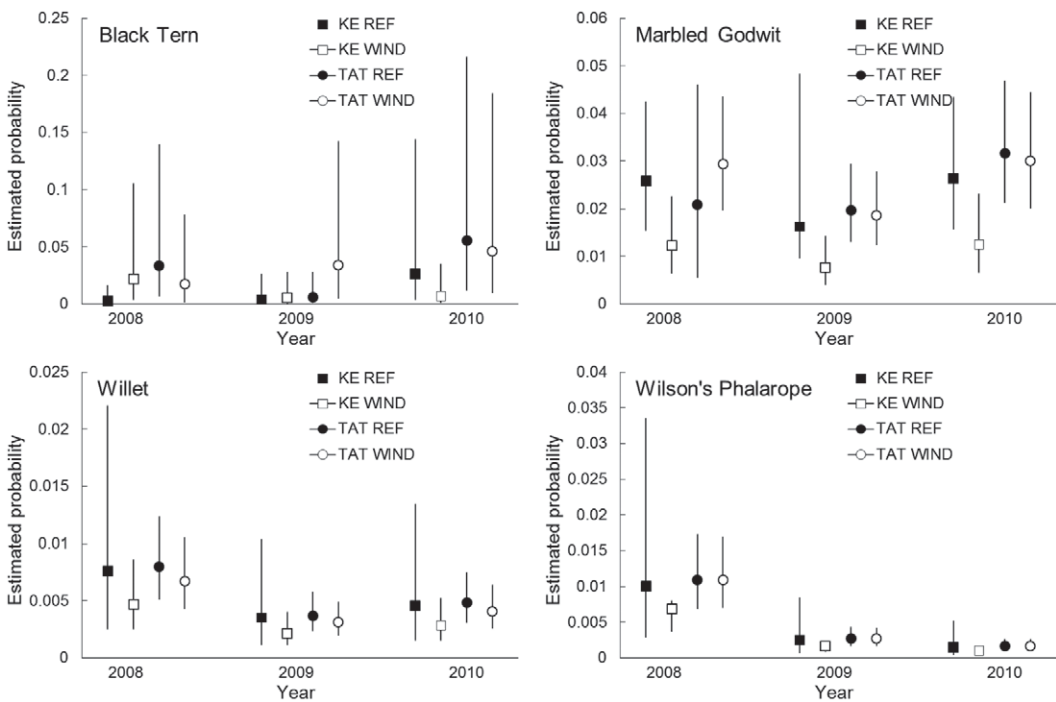 Black Tern
KE REF
KE WIND
TAT REF
TAT WIND
Estimated probability
0.25
0.2
0.15
0.1
0.05
0
2008
2009
2010
Year
Marbled Godwit
KE REF
KE WIND
TAT REF
TAT WIND
Estimated probability
0.06
0.05
0.04
0.03
0.02
0.01
0
2008
2009
2010
Year
Willet
KE REF
KE WIND
TAT REF
TAT WIND
Estimated probability
0.025
0.02
0.015
0.01
0.005
0
2008
2009
2010
Year
Wilson's Phalarope
KE REF
KE WIND
TAT REF
TAT WIND
Estimated probability
0.04
0.035
0.03
0.025
0.02
0.015
0.01
0.005
0
2008
2009
2010
Year